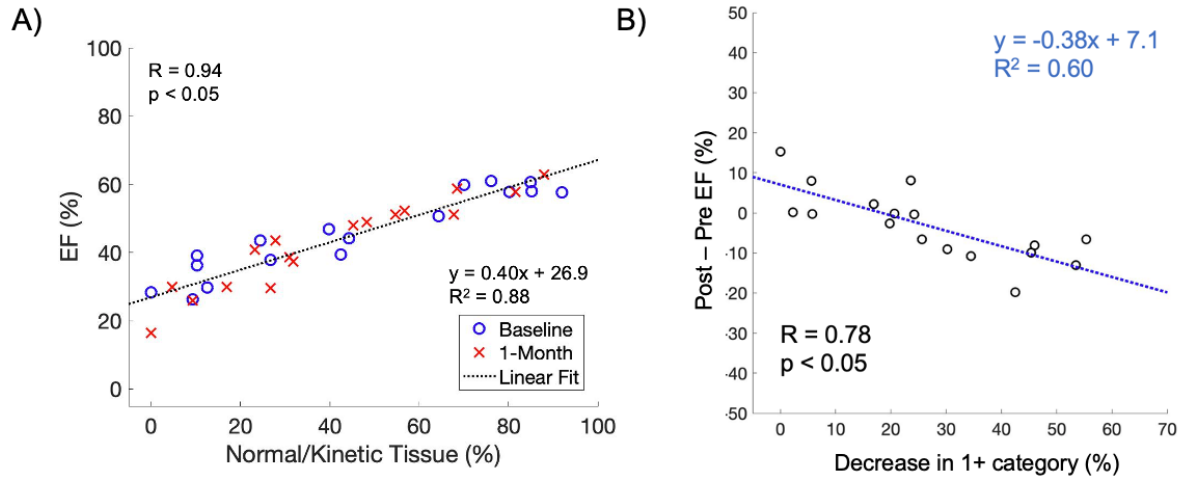 A)
100
80
60
40
20
0
EF (%)
R = 0.94
p < 0.05
y = 0.40x + 26.9
R² = 0.88
Baseline
1-Month
Linear Fit
0 20 40 60 80 100
Normal/Kinetic Tissue (%)
B)
50
40
30
20
10
0
-10
-20
-30
-40
-50
Post – Pre EF (%)
y = -0.38x + 7.1
R² = 0.60
R = 0.78
p < 0.05
0 10 20 30 40 50 60 70
Decrease in 1+ category (%)